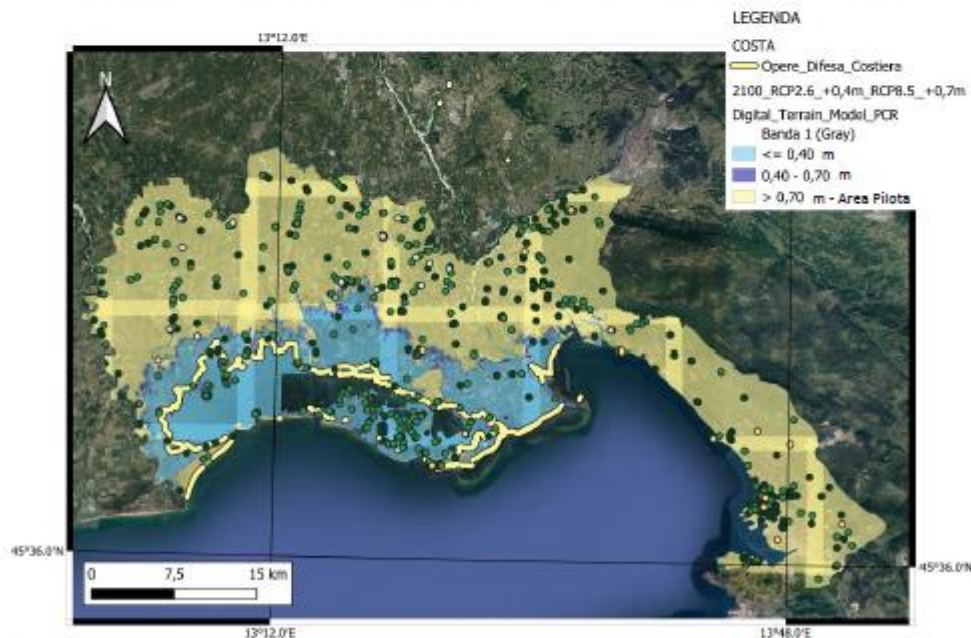 LEGENDA
COSTA
Opere_Difesa_Costiera
2100_RCP2.6_+0,4m_RCP8.5_+0,7m
Digital_Terrain_Model_PCR
Banda 1 (Gray)
<= 0,40 m
0,40 - 0,70 m
> 0,70 m - Area Pilota
13°12.0'E
N
45°36.0'N
45°36.0'N
0 7,5 15 km
13°12.0'E
13°48.0'E